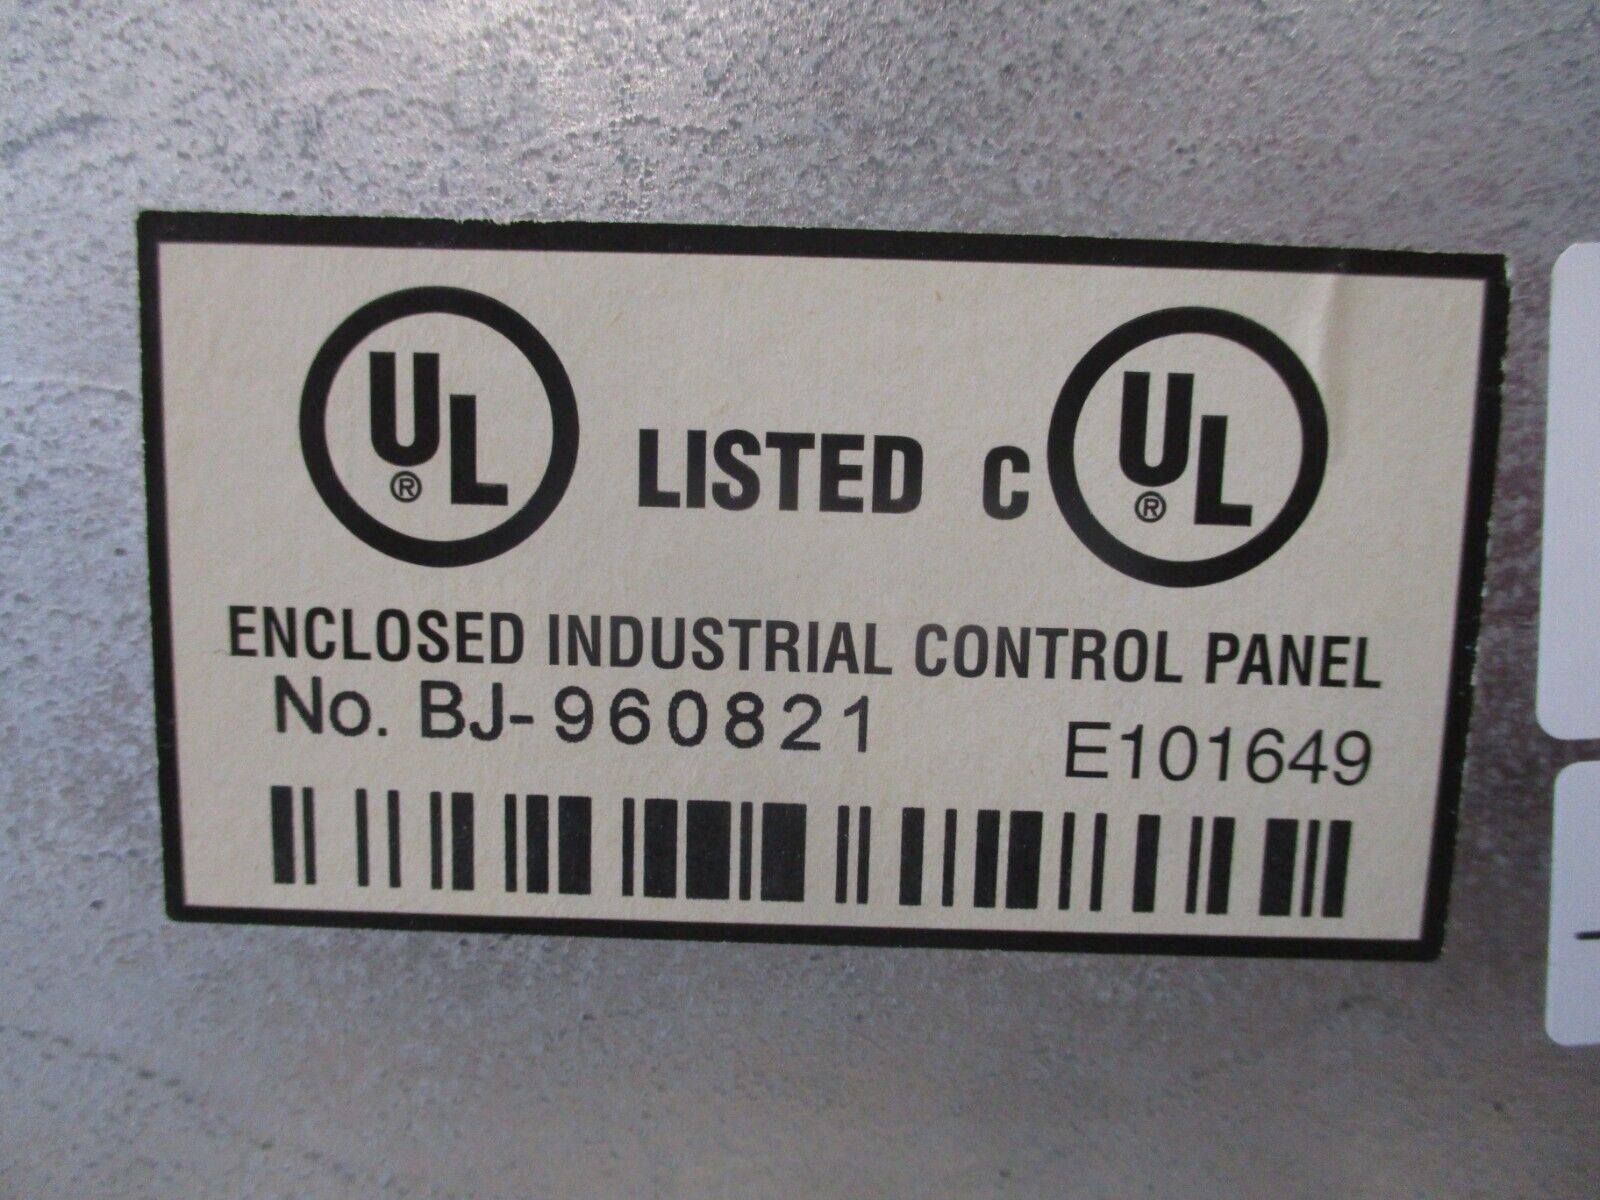 UL® LISTED C UL®
ENCLOSED INDUSTRIAL CONTROL PANEL
No. BJ-960821 E101649